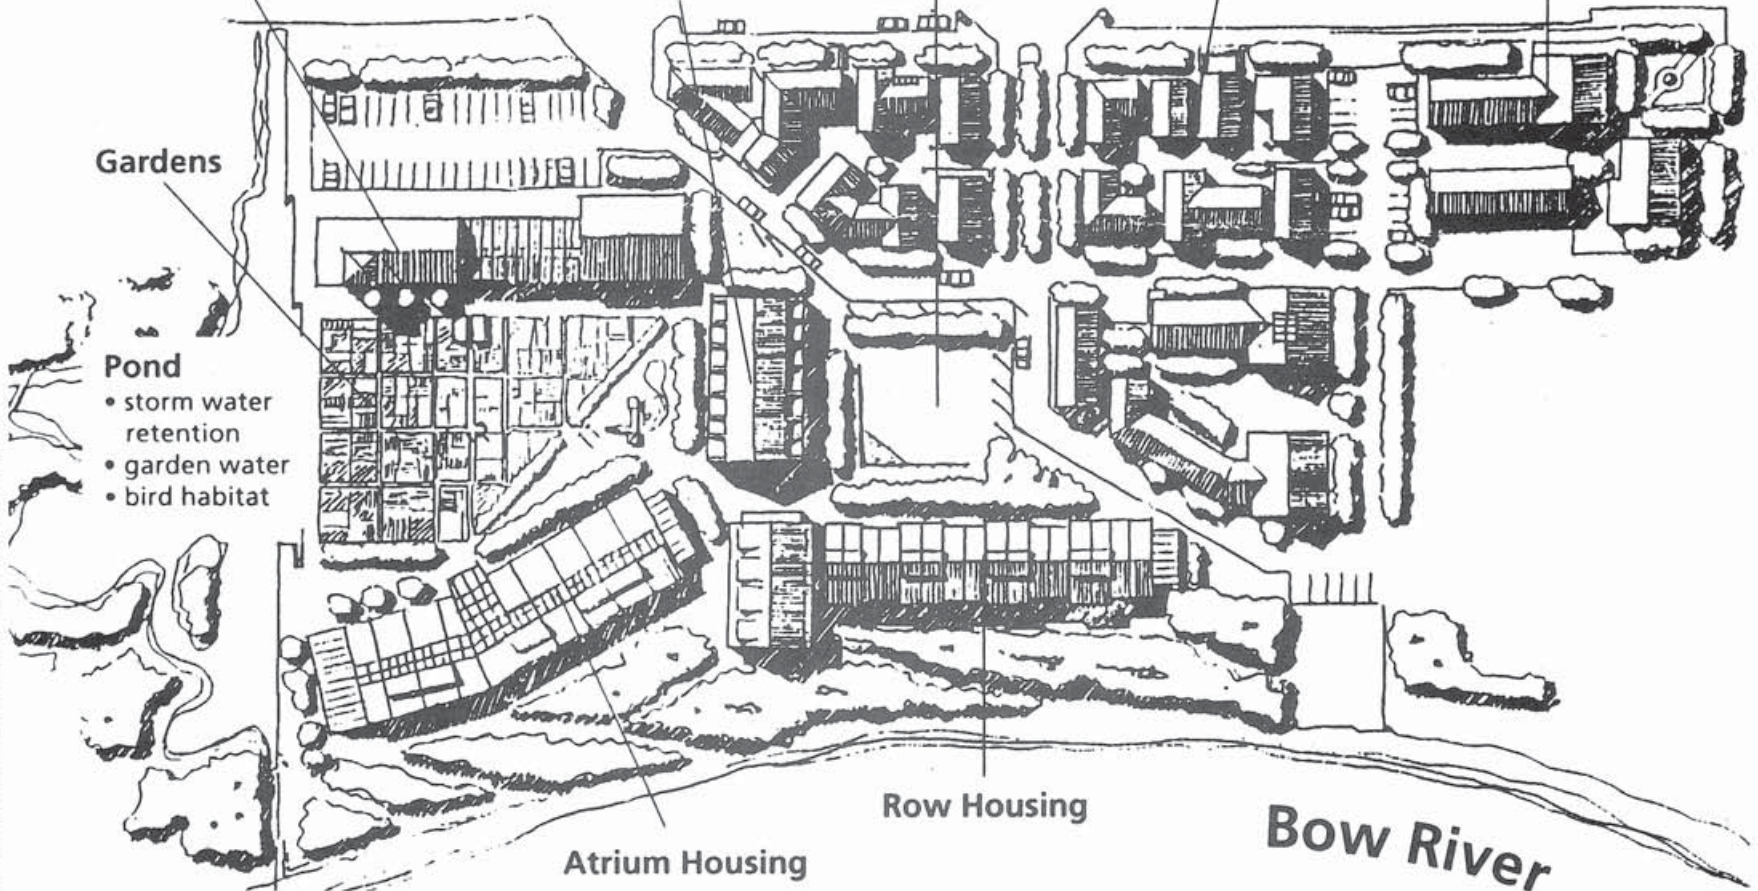 Gardens
Pond
• storm water
retention
• garden water
• bird habitat
Row Housing
Atrium Housing
Bow River